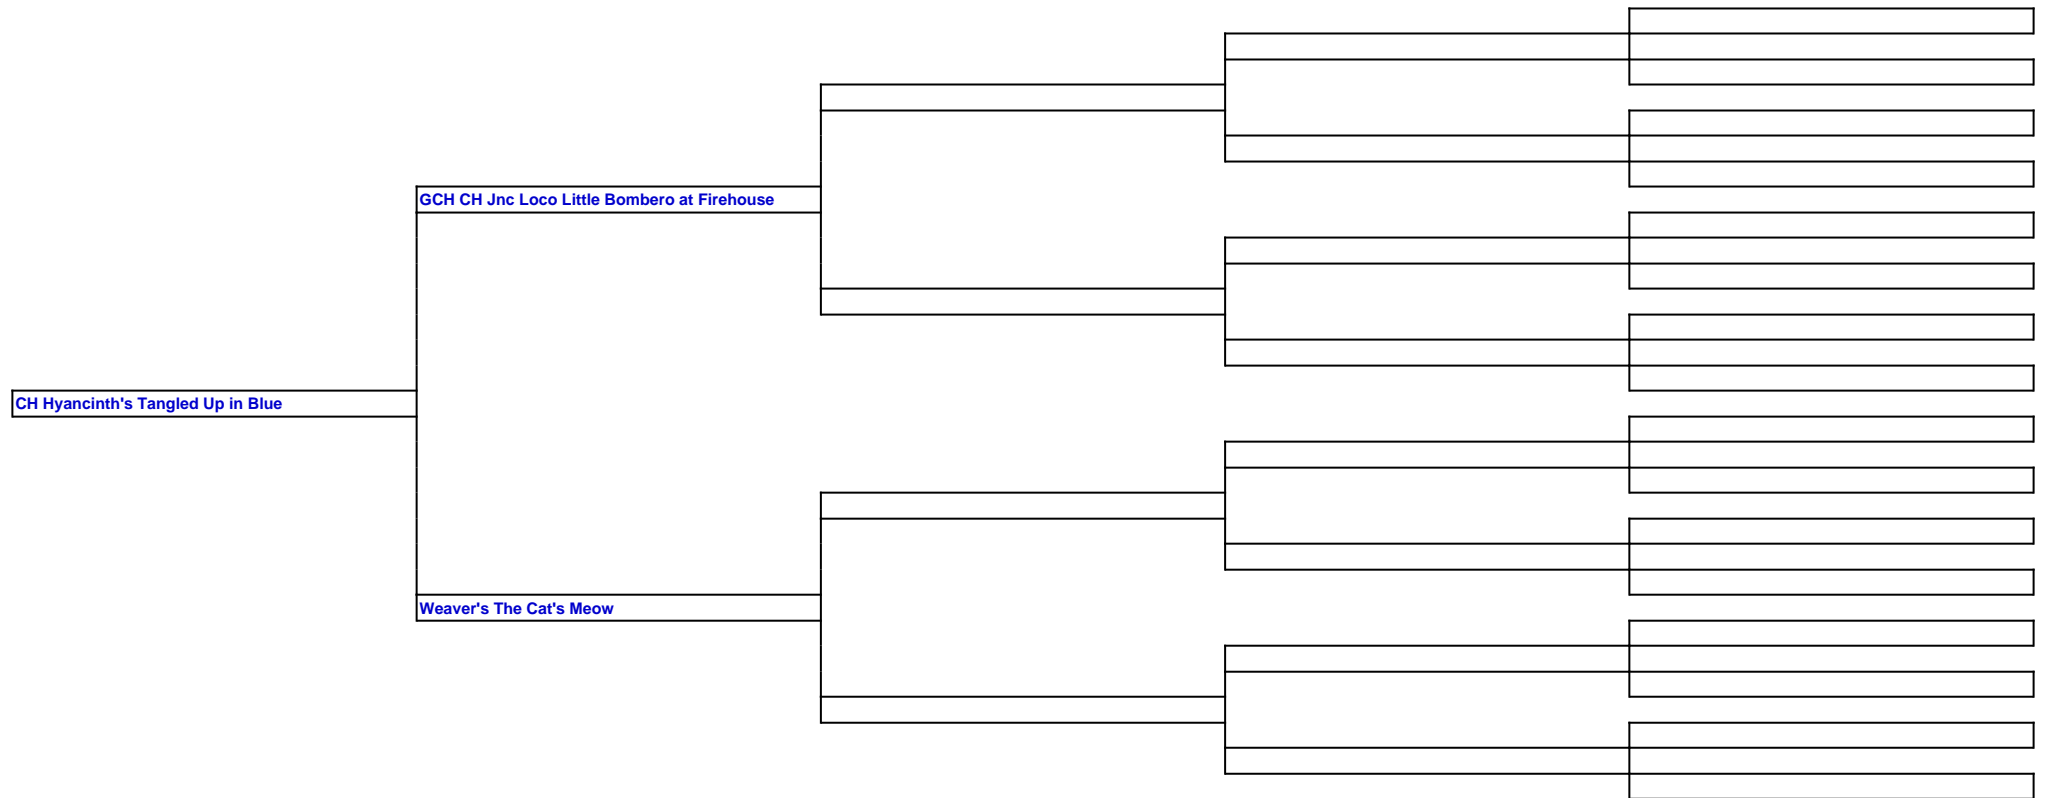 GCH CH Jnc Loco Little Bombero at Firehouse
CH Hyancinth's Tangled Up in Blue
Weaver's The Cat's Meow